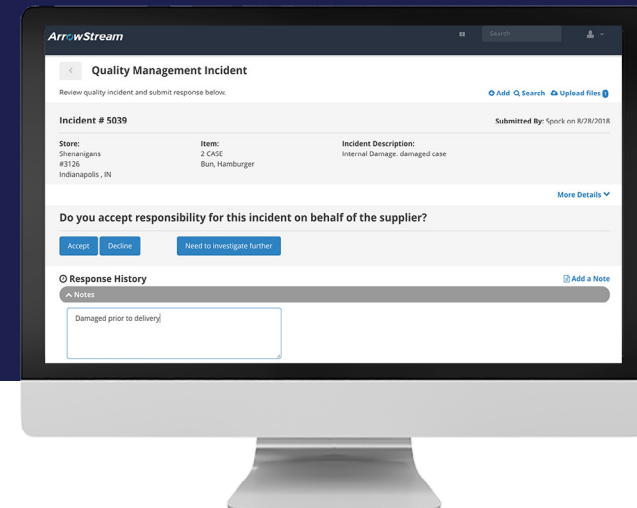 ArrowStream
Search
Quality Management Incident
Review quality incident and submit response below.
Add Search Upload files 1
Incident # 5039
Submitted By: Spock on 8/28/2018
Store: Item: Incident Description:
Shenanigans 2 CASE Internal Damage. damaged case
#3126 Bun, Hamburger
Indianapolis , IN
More Details
Do you accept responsibility for this incident on behalf of the supplier?
Accept Decline Need to investigate further
Response History
Add a Note
Notes
Damaged prior to delivery